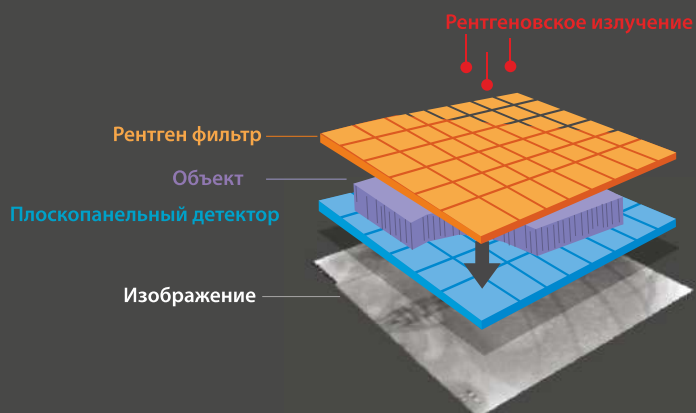 Рентгеновское излучение
Рентген фильтр
Объект
Плоскопанельный детектор
Изображение